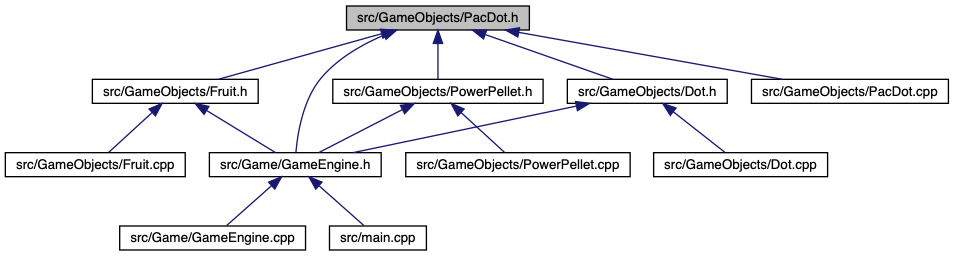 src/GameObjects/PacDot.h
src/GameObjects/Fruit.h
src/GameObjects/PowerPellet.h
src/GameObjects/Dot.h
src/GameObjects/PacDot.cpp
src/GameObjects/Fruit.cpp
src/Game/GameEngine.h
src/GameObjects/PowerPellet.cpp
src/GameObjects/Dot.cpp
src/Game/GameEngine.cpp
src/main.cpp